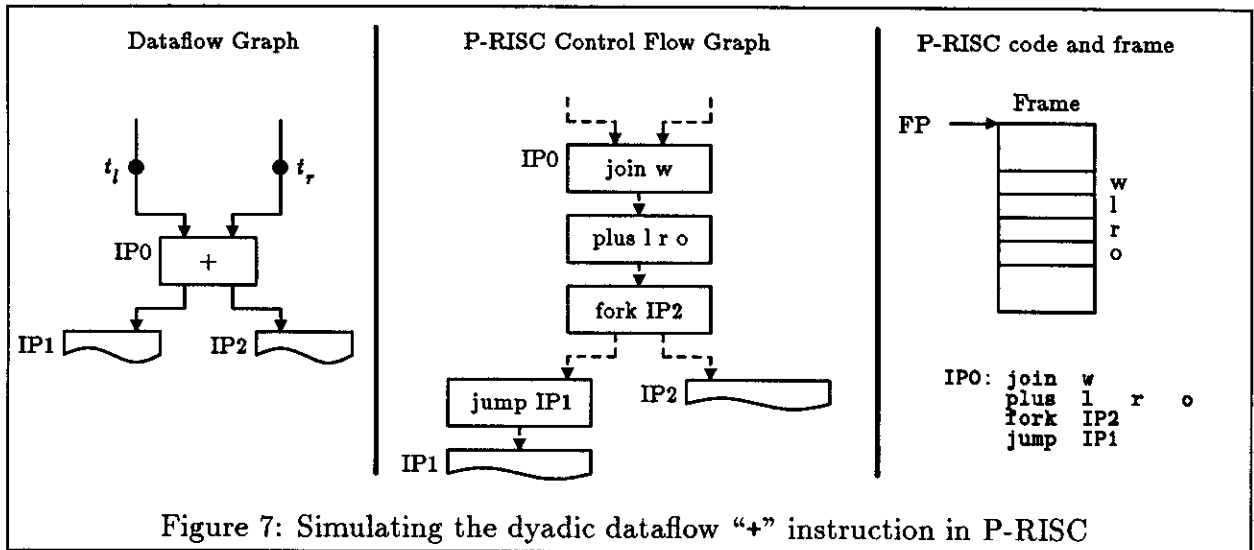 Dataflow Graph
t_l
t_r
IP0
+
IP1
IP2
P-RISC Control Flow Graph
IP0
join w
plus l r o
fork IP2
jump IP1
IP2
IP1
P-RISC code and frame
Frame
FP
w
l
r
o
IP0: join w
plus l r o
fork IP2
jump IP1
Figure 7: Simulating the dyadic dataflow “+” instruction in P-RISC